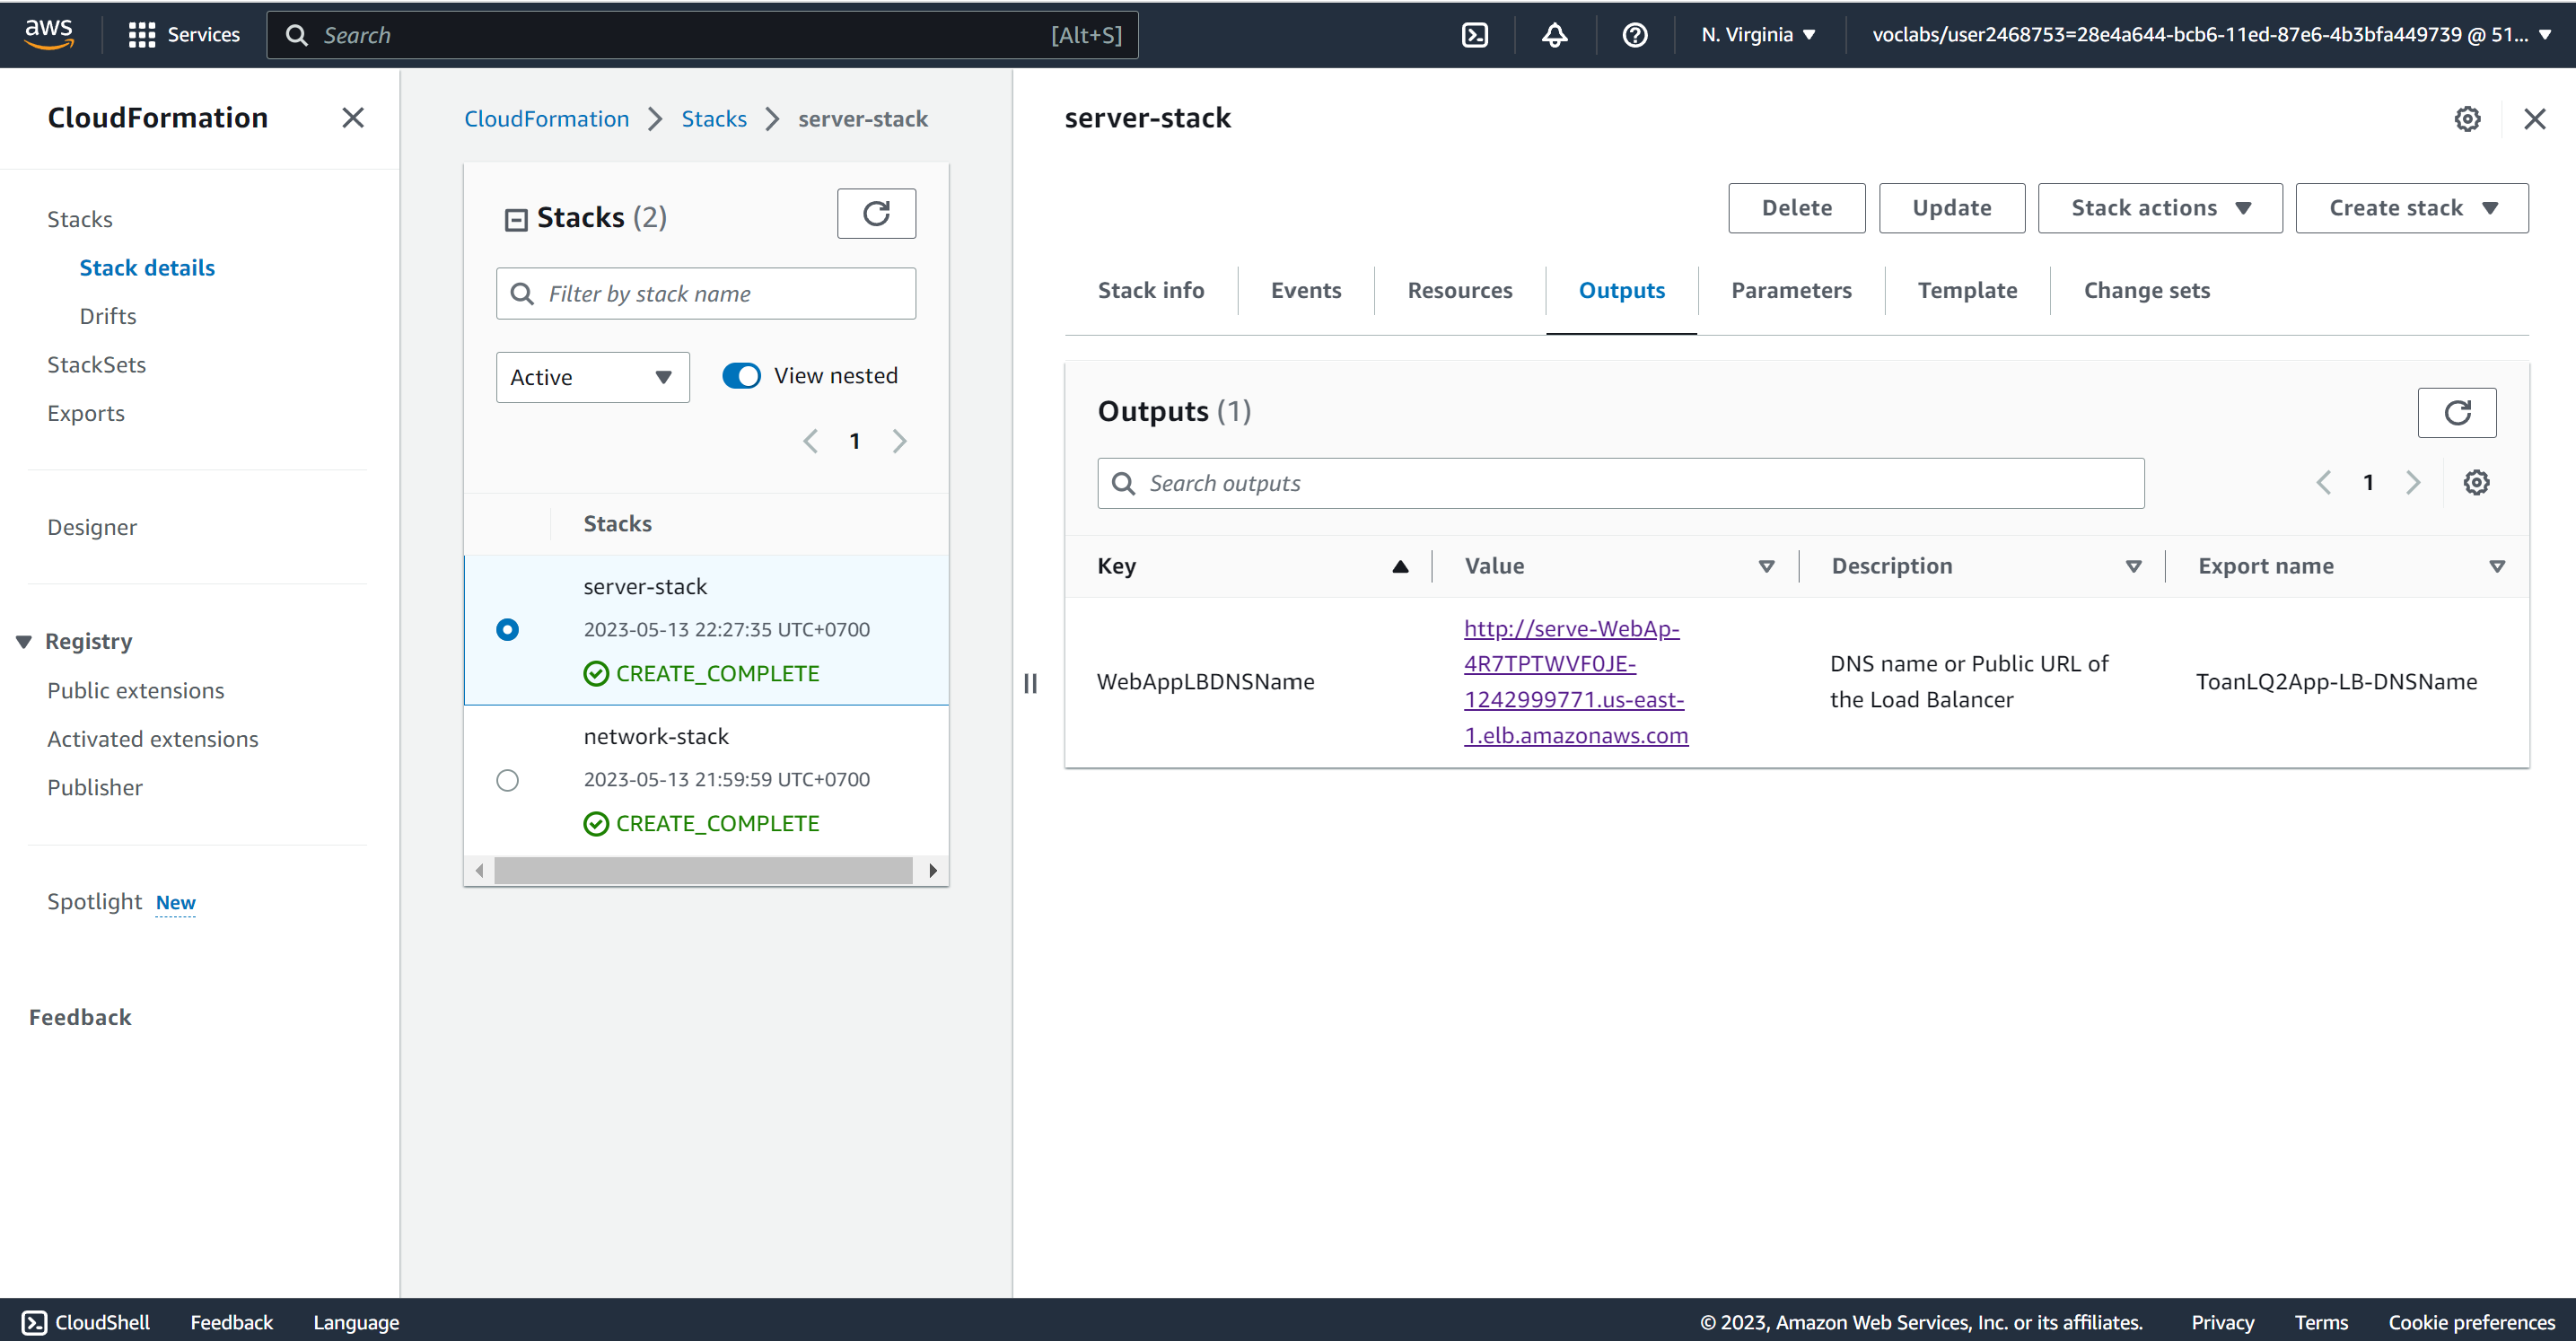 aws
Services
Search
[Alt+S]
N. Virginia
voclabs/user2468753=28e4a644-bcb6-11ed-87e6-4b3bfa449739 @ 51...
CloudFormation
Stacks
Stack details
Drifts
StackSets
Exports
Designer
Registry
Public extensions
Activated extensions
Publisher
Spotlight New
Feedback
CloudFormation
Stacks
server-stack
Stacks (2)
Filter by stack name
Active
View nested
1
Stacks
server-stack
2023-05-13 22:27:35 UTC+0700
CREATE_COMPLETE
network-stack
2023-05-13 21:59:59 UTC+0700
CREATE_COMPLETE
server-stack
Delete
Update
Stack actions
Create stack
Stack info
Events
Resources
Outputs
Parameters
Template
Change sets
Outputs (1)
Search outputs
1
Key
Value
Description
Export name
WebAppLBDNSName
http://serve-WebAp-
4R7TPTWVF0JE-
1242999771.us-east-
1.elb.amazonaws.com
DNS name or Public URL of
the Load Balancer
ToanLQ2App-LB-DNSName
CloudShell
Feedback
Language
© 2023, Amazon Web Services, Inc. or its affiliates.
Privacy
Terms
Cookie preferences